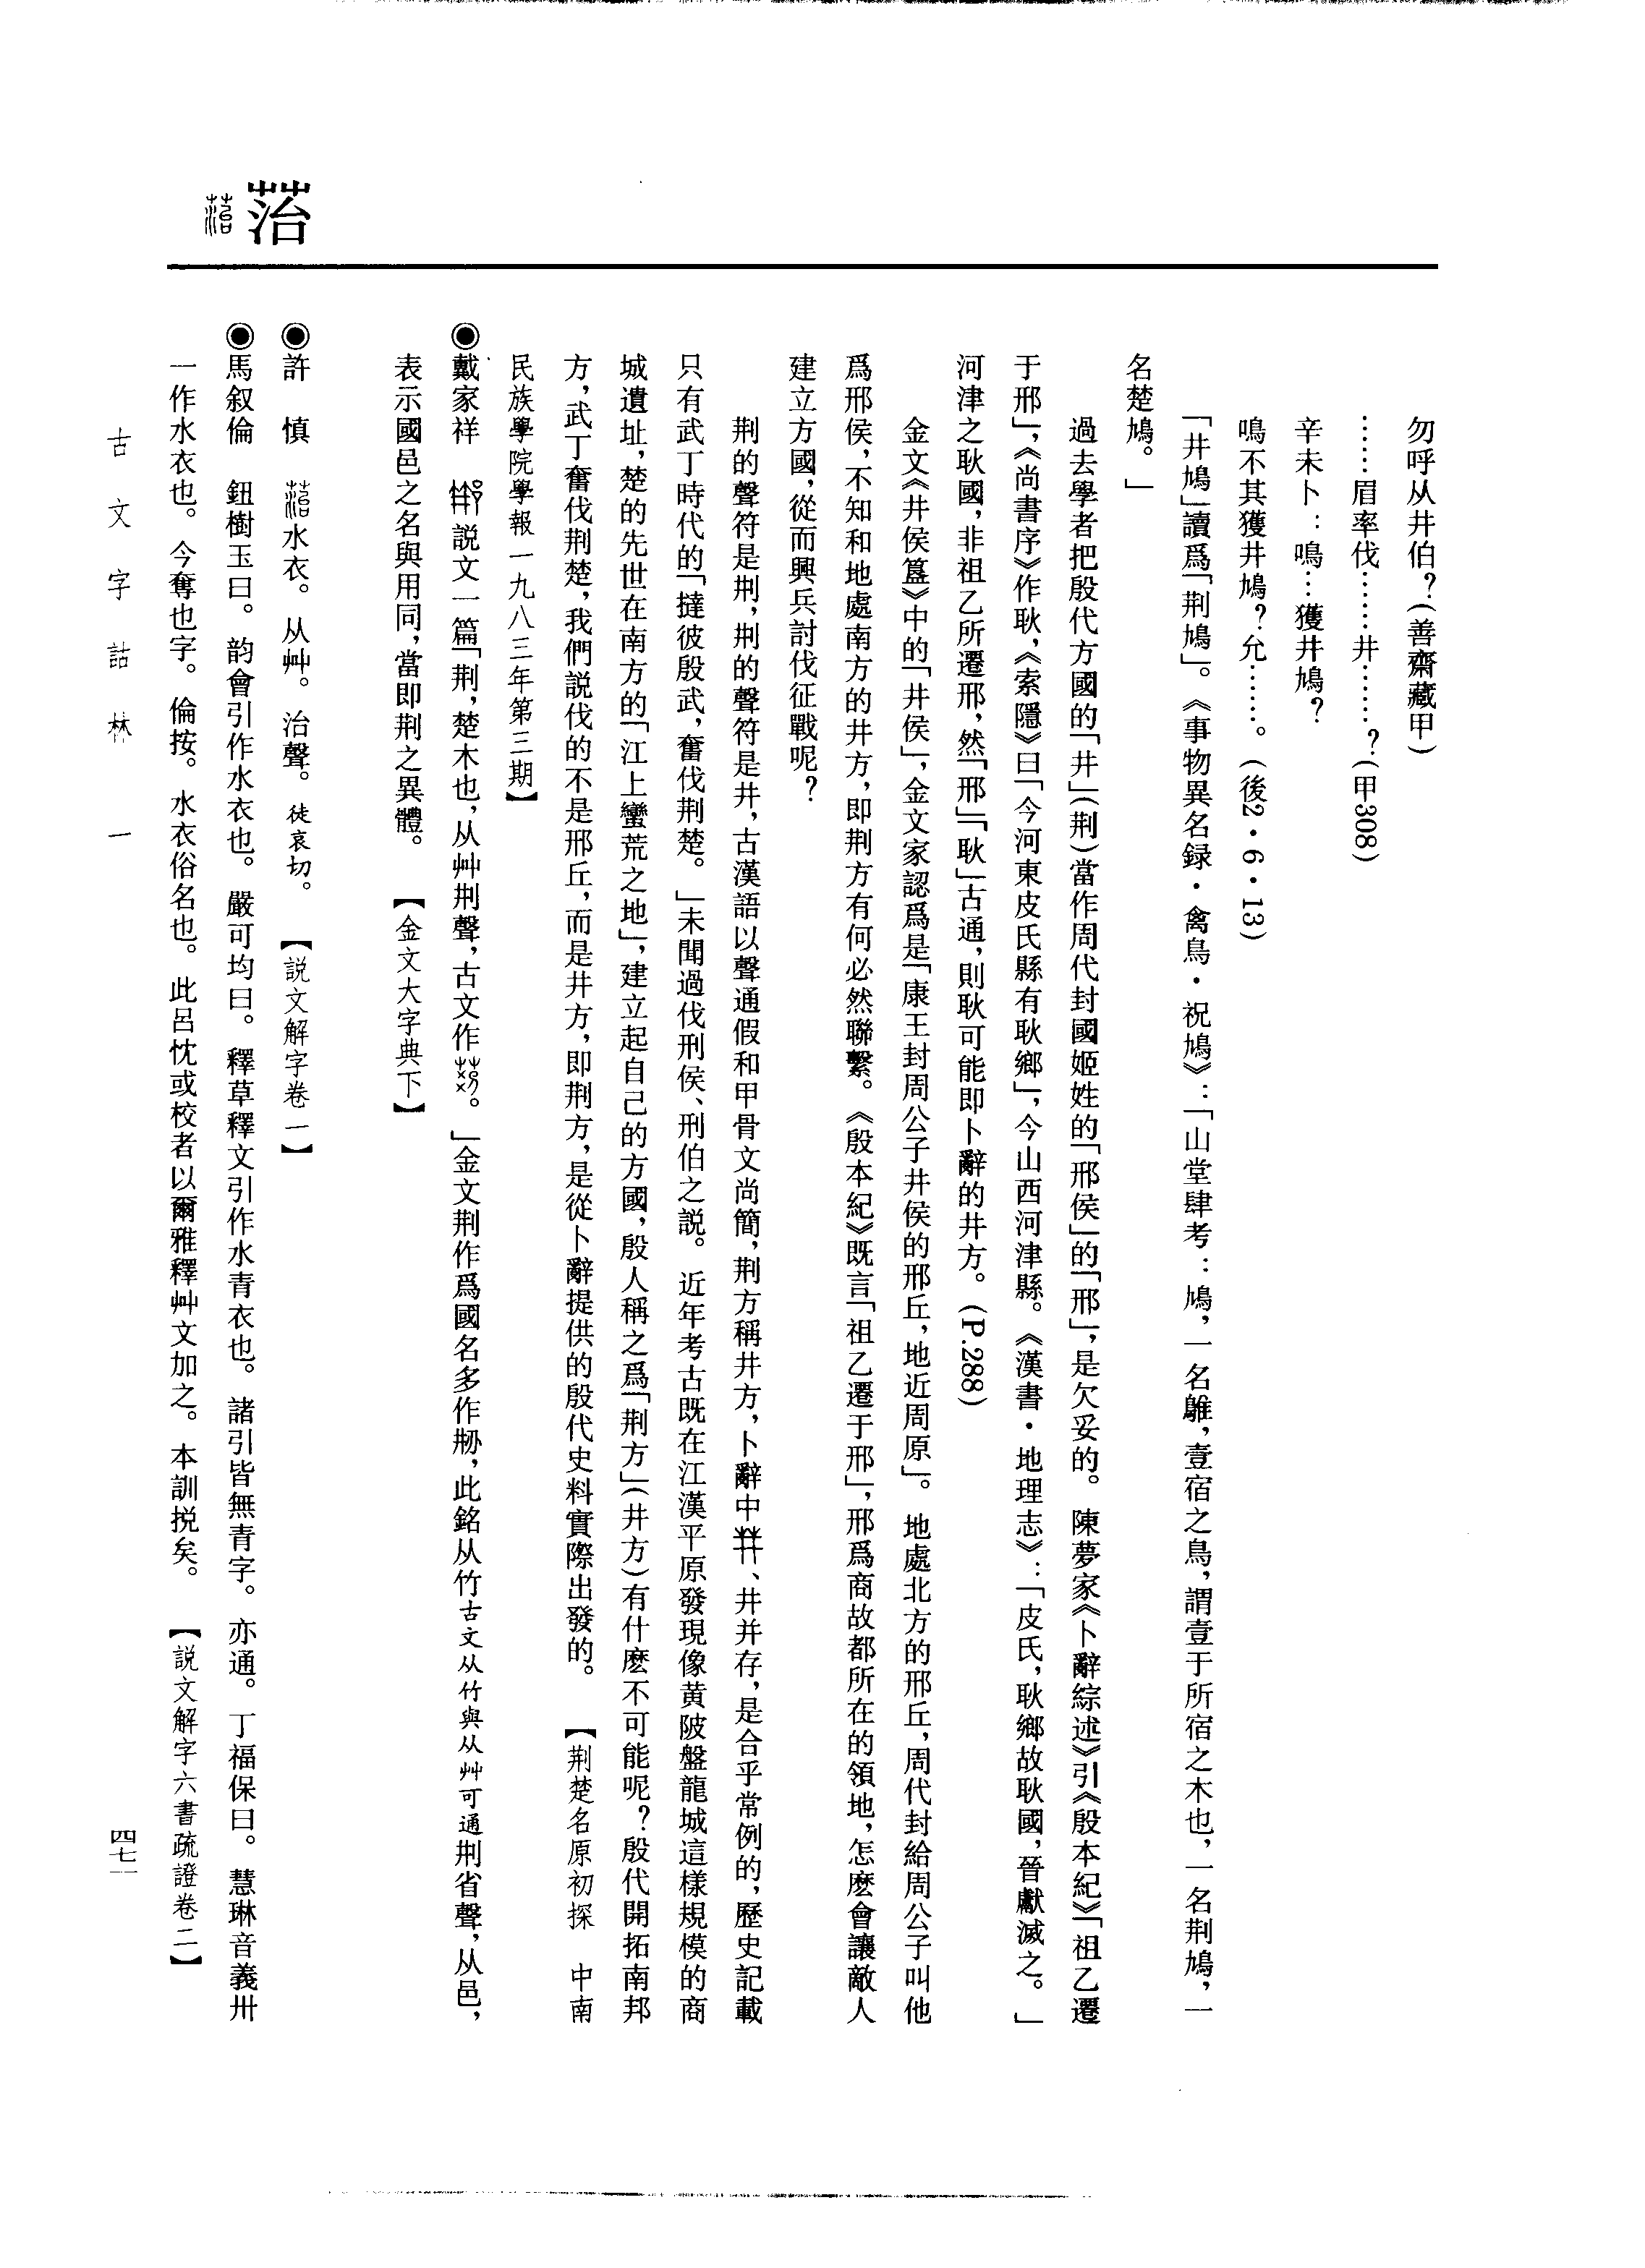 菭
勿呼从井伯？(善齋藏甲)
……眉率伐……井……？(甲308)
辛未卜：鳴…獲井鳩？
鳴不其獲井鳩？允……。(後2·6·13)
「井鳩」讀爲「荆鳩」。《事物異名録·禽鳥·祝鳩》：「山堂肆考：鳩，一名鵻，壹宿之鳥，謂壹于所宿之木也，一名荆鳩，一
名楚鳩。」
過去學者把殷代方國的「井」(荆)當作周代封國姬姓的「邢侯」的「邢」，是欠妥的。陳夢家《卜辭綜述》引《殷本紀》「祖乙遷
于邢」，《尚書序》作耿，《索隱》曰「今河東皮氏縣有耿鄉」，今山西河津縣。《漢書·地理志》：「皮氏，耿鄉故耿國，晉獻滅之。」
河津之耿國，非祖乙所遷邢，然「邢」「耿」古通，則耿可能即卜辭的井方。(P.288)
金文《井侯簋》中的「井侯」，金文家認爲是「康王封周公子井侯的邢丘，地近周原」。地處北方的邢丘，周代封給周公子叫他
爲邢侯，不知和地處南方的井方，即荆方有何必然聯繫。《殷本紀》既言「祖乙遷于邢」，邢爲商故都所在的領地，怎麽會讓敵人
建立方國，從而興兵討伐征戰呢？
荆的聲符是荆，荆的聲符是井，古漢語以聲通假和甲骨文尚簡，荆方稱井方，卜辭中、井并存，是合乎常例的，歷史記載
只有武丁時代的「撻彼殷武，奮伐荆楚。」未聞過伐刑侯、刑伯之説。近年考古既在江漢平原發現像黃陂盤龍城這樣規模的商
城遺址，楚的先世在南方的「江上蠻荒之地」，建立起自己的方國，殷人稱之爲「荆方」(井方)有什麽不可能呢？殷代開拓南邦
方，武丁奮伐荆楚，我們説伐的不是邢丘，而是井方，即荆方，是從卜辭提供的殷代史料實際出發的。【荆楚名原初探　中南
民族學院學報一九八三年第三期】
◉戴家祥　説文一篇「荆，楚木也，从艸刑聲，古文作。」金文荆作爲國名多作刱，此銘从竹古文从竹與从艸可通荆省聲，从邑，
表示國邑之名與用同，當即荆之異體。【金文大字典下】
◉許　慎　水衣。从艸。治聲。徒哀切。【説文解字卷一】
◉馬叙倫　鈕樹玉曰。韵會引作水衣也。嚴可均曰。釋草釋文引作水青衣也。諸引皆無青字。亦通。丁福保曰。慧琳音義卅
一作水衣也。今奪也字。倫按。水衣俗名也。此呂忱或校者以爾雅釋艸文加之。本訓挩矣。【説文解字六書疏證卷二】
古文字詁林　一
四七一